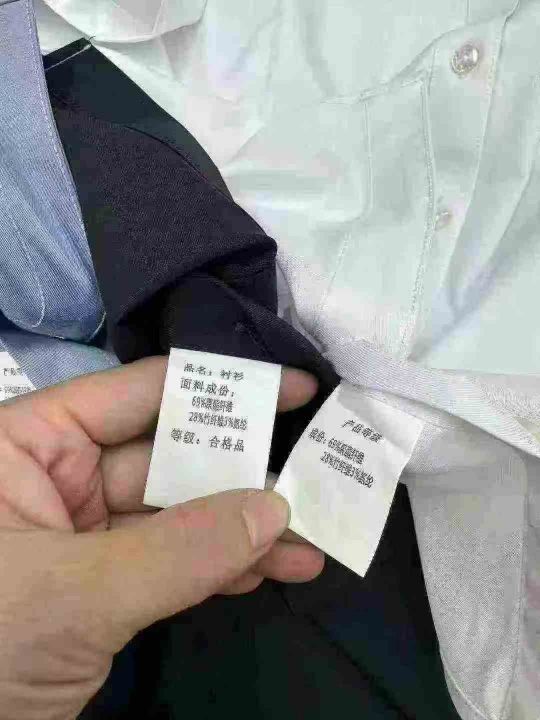 品名：衬衫
面料成份：
69%聚酯纤维
28%竹纤维3%氨纶
等级：合格品
产品等级
成份：69%聚酯纤维
28%竹纤维3%氨纶